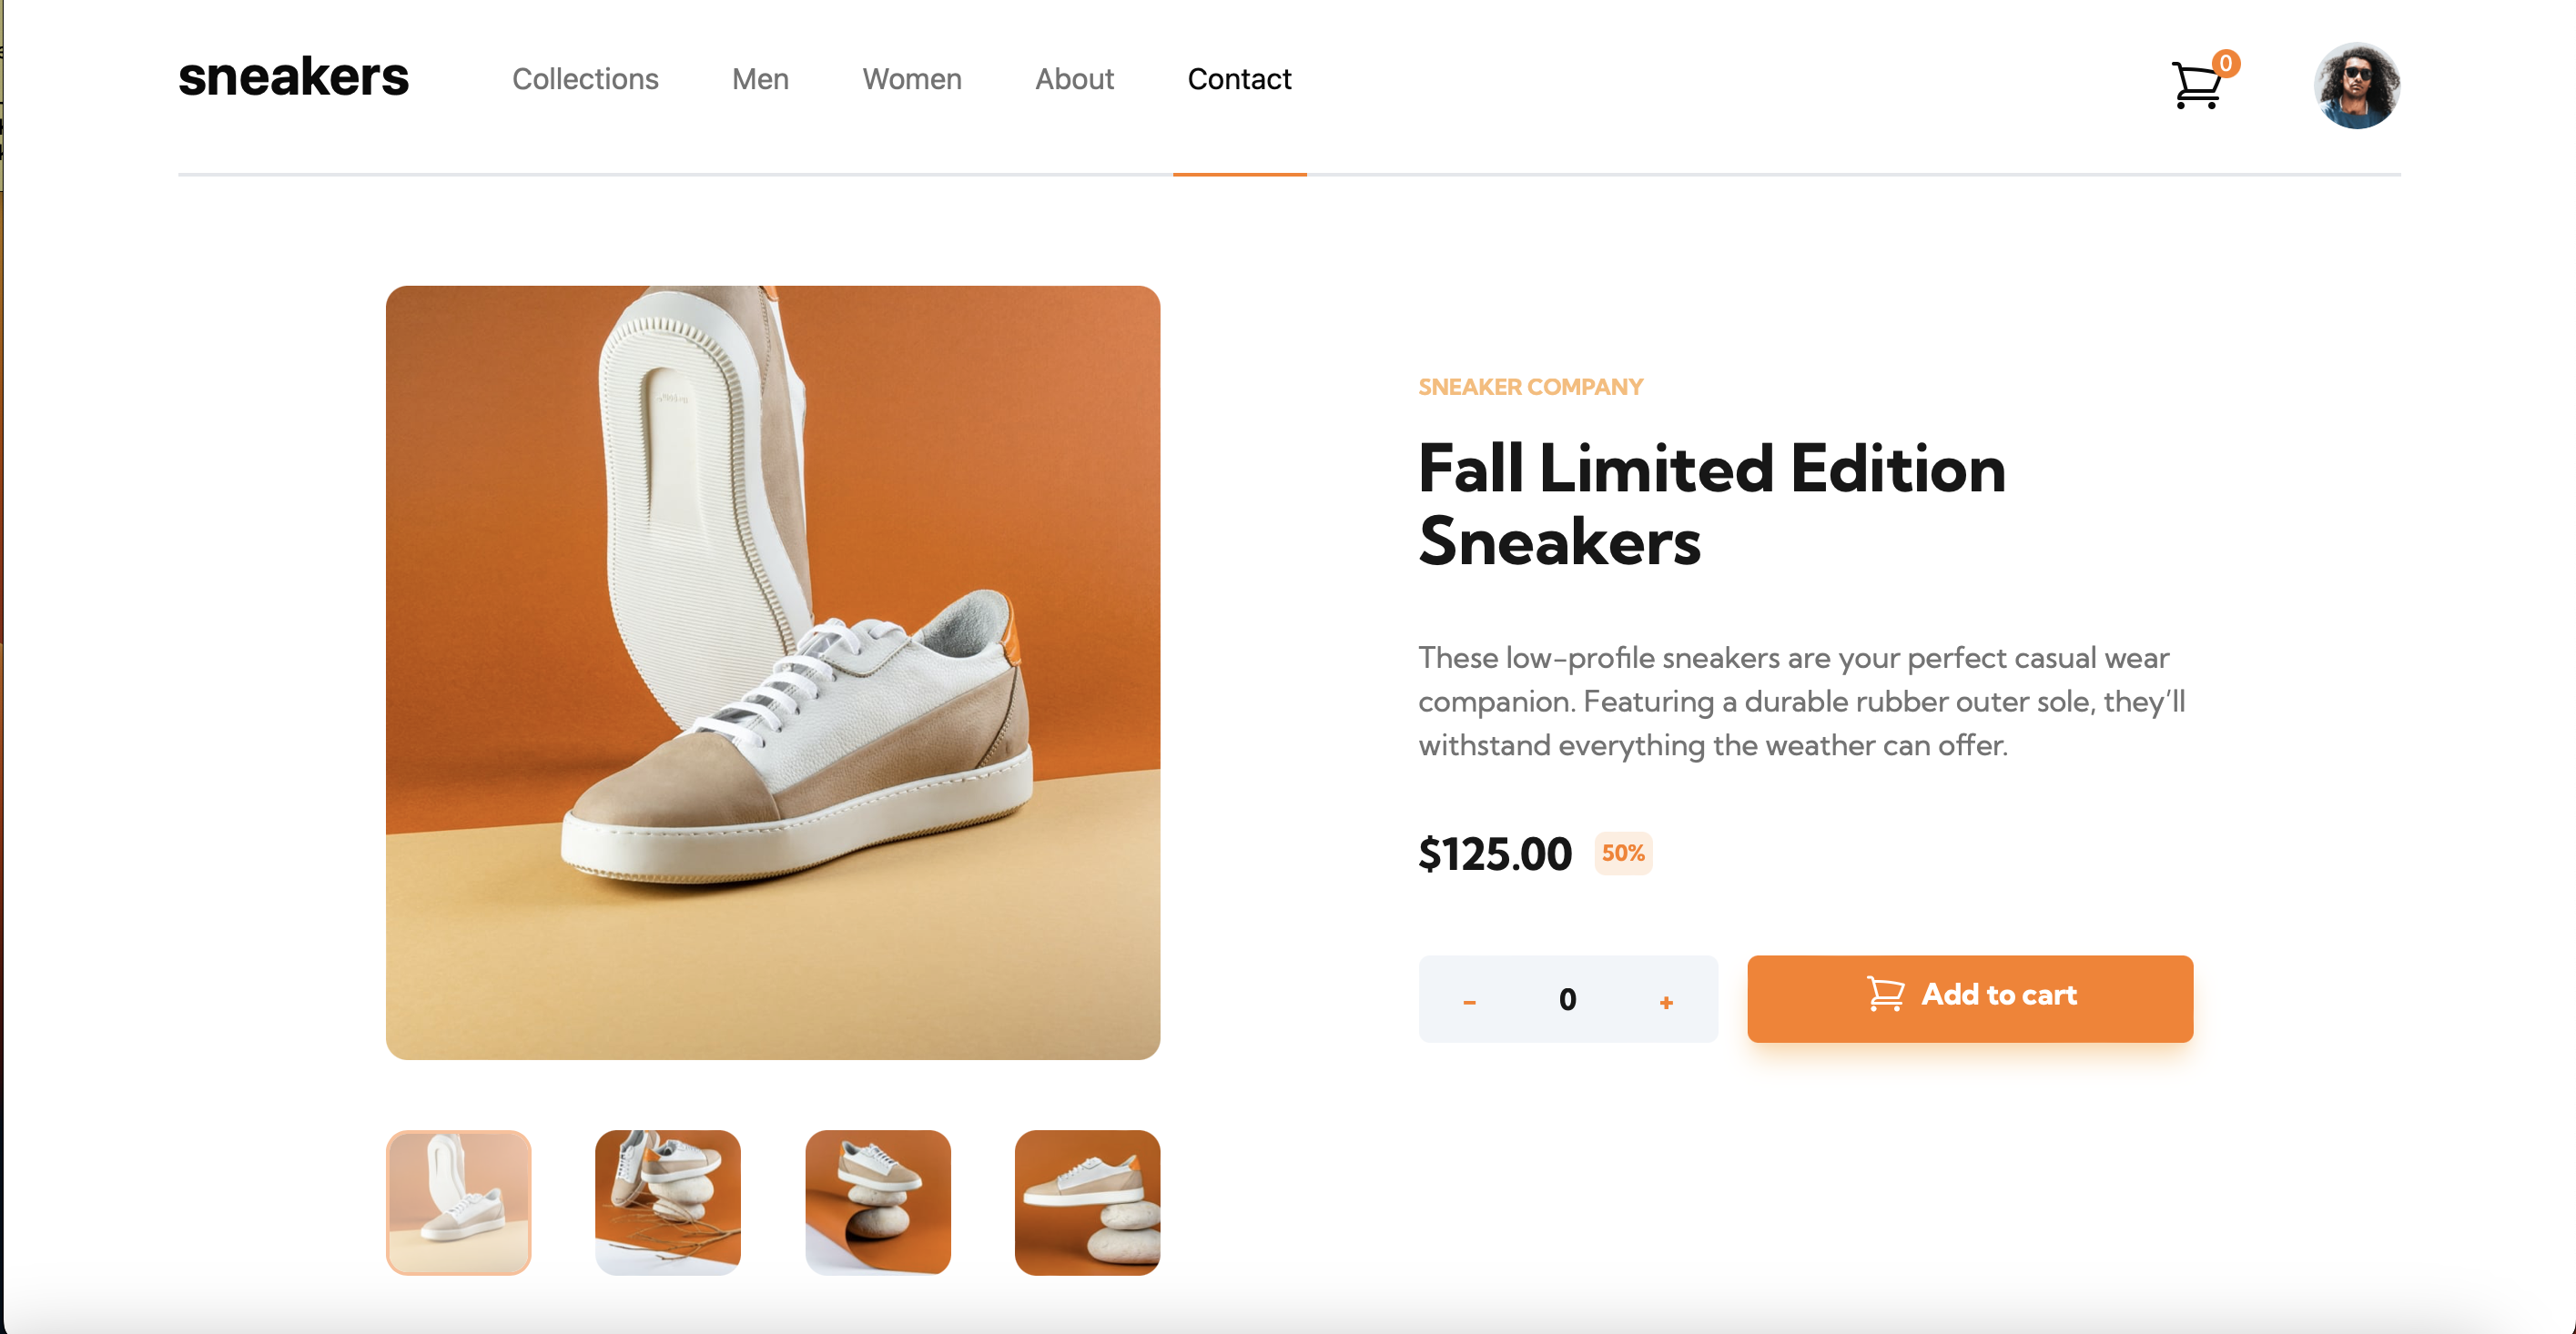 sneakers
Collections Men Women About Contact
0
SNEAKER COMPANY
Fall Limited Edition
Sneakers
These low-profile sneakers are your perfect casual wear
companion. Featuring a durable rubber outer sole, they’ll
withstand everything the weather can offer.
$125.00 50%
- 0 + Add to cart